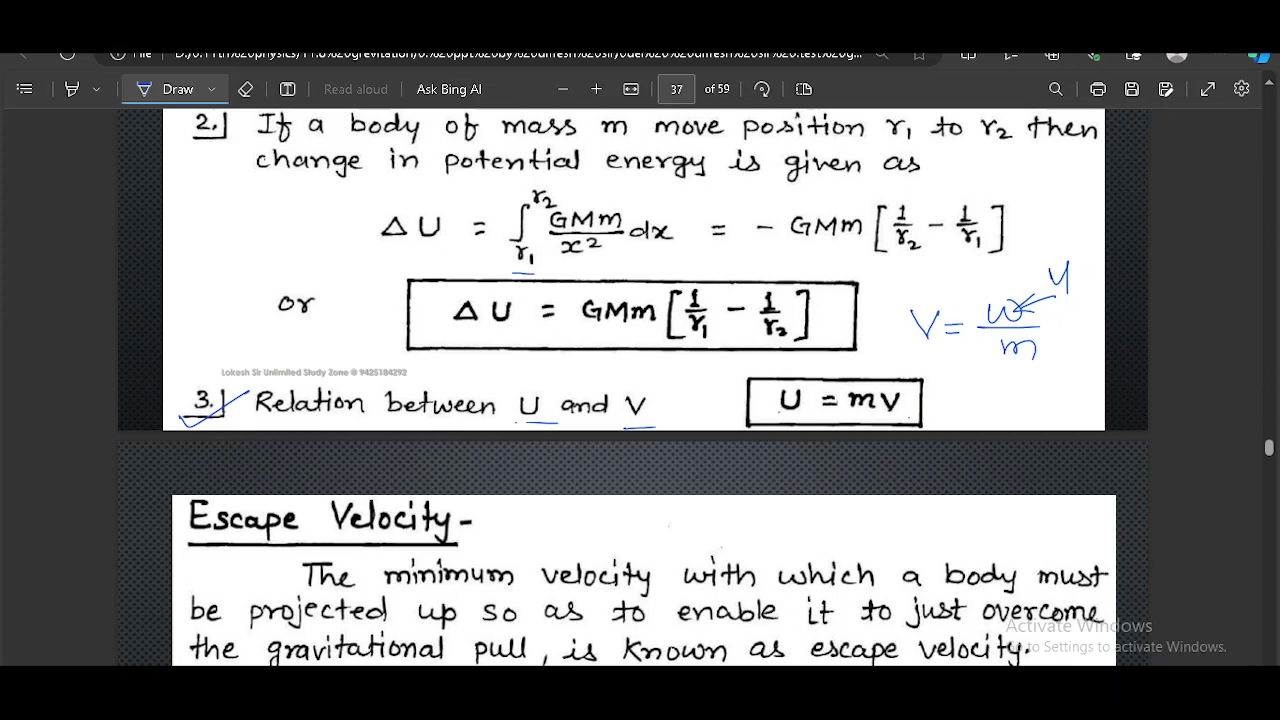 Read aloud
Draw
Ask Bing AI
37 of 59
2.] If a body of mass m move position r₁ to r₂ then
change in potential energy is given as
Δ U = ∫_{r₁}^{r₂} GMm/x² dx = - GMm [1/r₂ - 1/r₁]
or Δ U = GMm [1/r₁ - 1/r₂]
V = w/m U
Lokesh Sir Unlimited Study Zone @ 9425184292
3.] Relation between U and V U = mV
Escape Velocity-
The minimum velocity with which a body must
be projected up so as to enable it to just overcome
the gravitational pull, is known as escape velocity.
Activate Windows
Go to Settings to activate Windows.